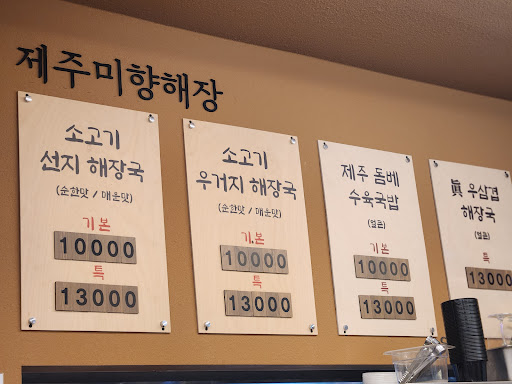 제주미향해장
소고기
선지 해장국
(순한맛 / 매운맛)
기본
10000
특
13000
소고기
우거지 해장국
(순한맛 / 매운맛)
기본
10000
특
13000
제주 돔베
수육국밥
기본
10000
특
13000
眞 우삼겹
해장국
특
13000